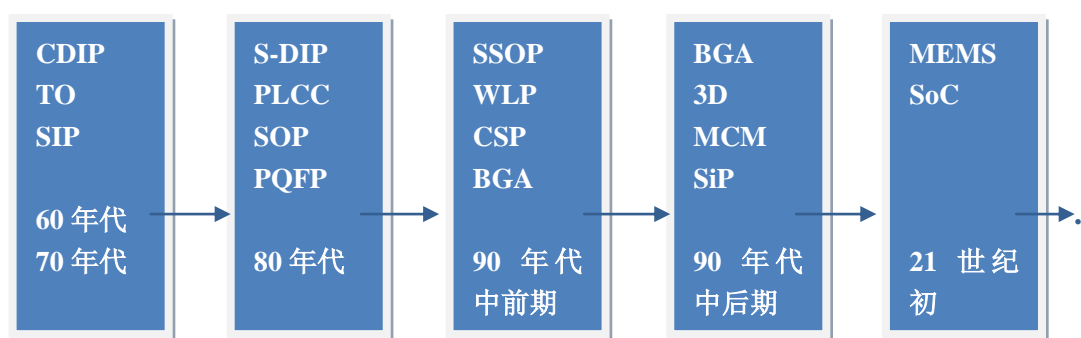 CDIP
TO
SIP
60 年代
70 年代
S-DIP
PLCC
SOP
PQFP
80 年代
SSOP
WLP
CSP
BGA
90 年代
中前期
BGA
3D
MCM
SiP
90 年代
中后期
MEMS
SoC
21 世纪
初
.